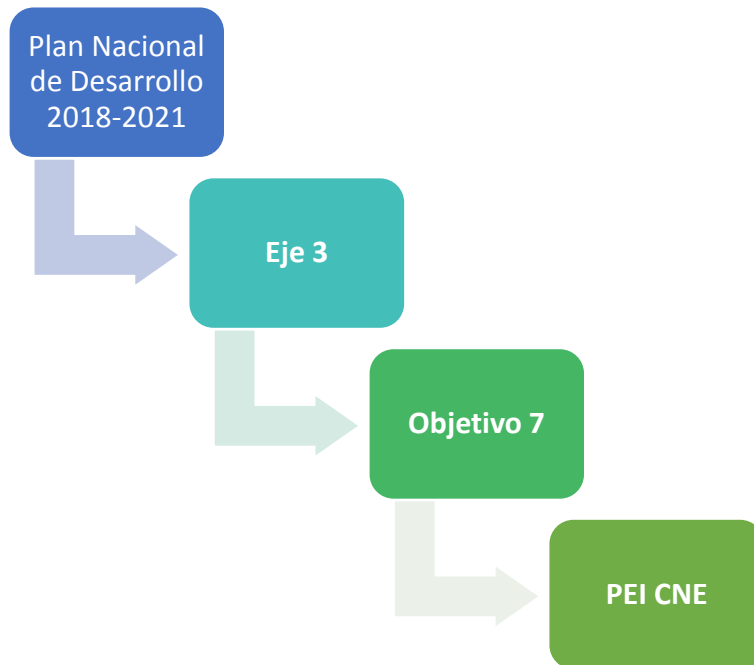 Plan Nacional
de Desarrollo
2018-2021
Eje 3
Objetivo 7
PEI CNE